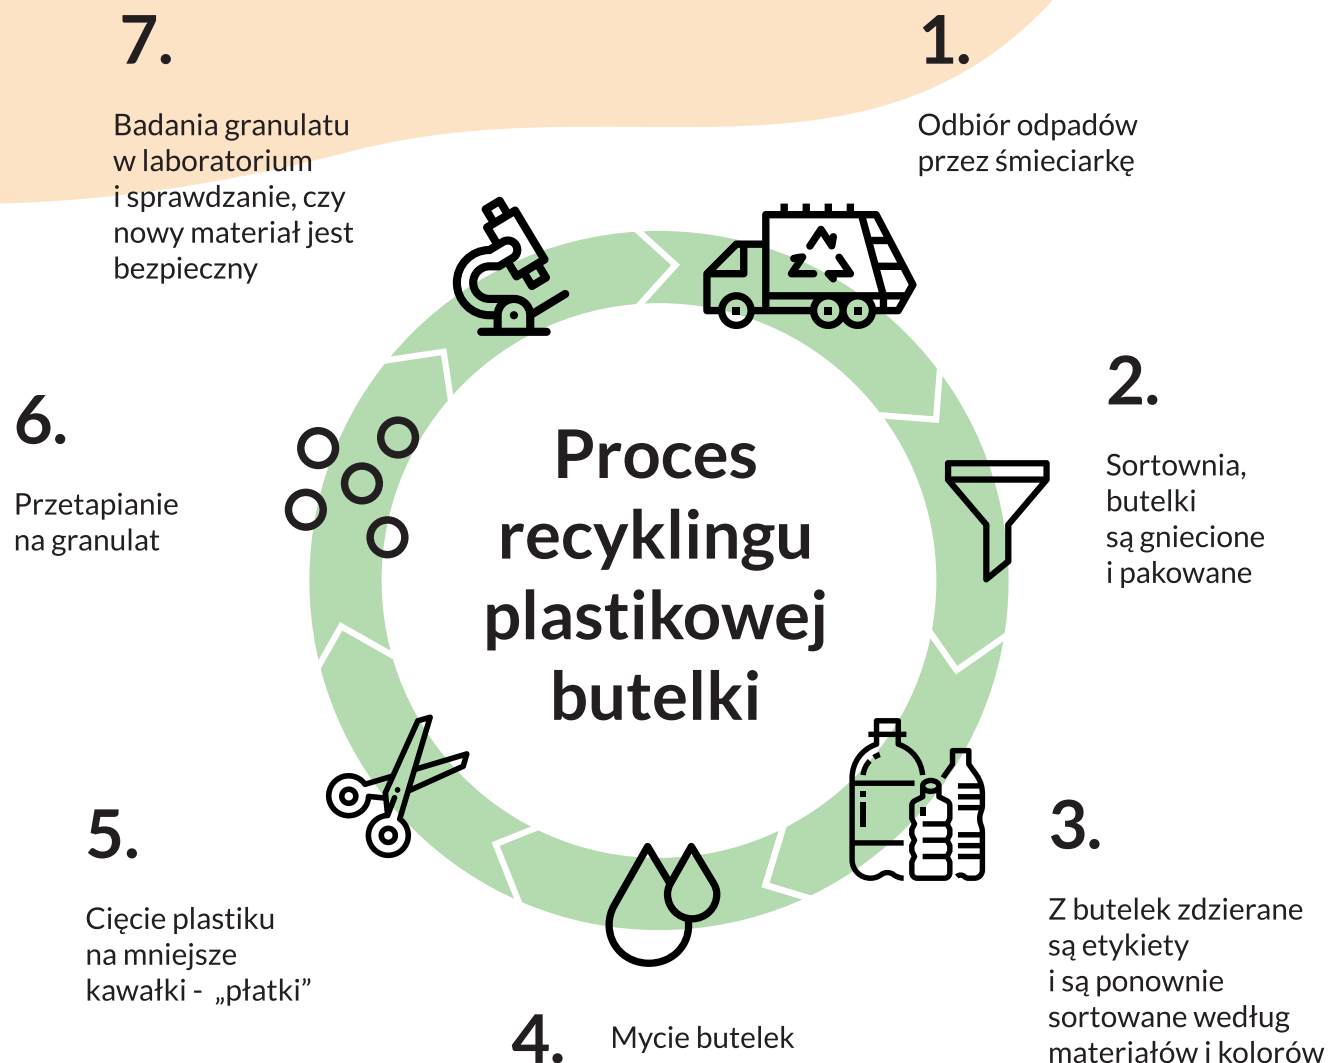 Proces
recyklingu
plastikowej
butelki
1.
Odbiór odpadów
przez śmieciarkę
2.
Sortownia,
butelki
są gniecione
i pakowane
3.
Z butelek zdzierane
są etykiety
i są ponownie
sortowane według
materiałów i kolorów
4.
Mycie butelek
5.
Cięcie plastiku
na mniejsze
kawałki - „płatki”
6.
Przetapianie
na granulat
7.
Badania granulatu
w laboratorium
i sprawdzanie, czy
nowy materiał jest
bezpieczny